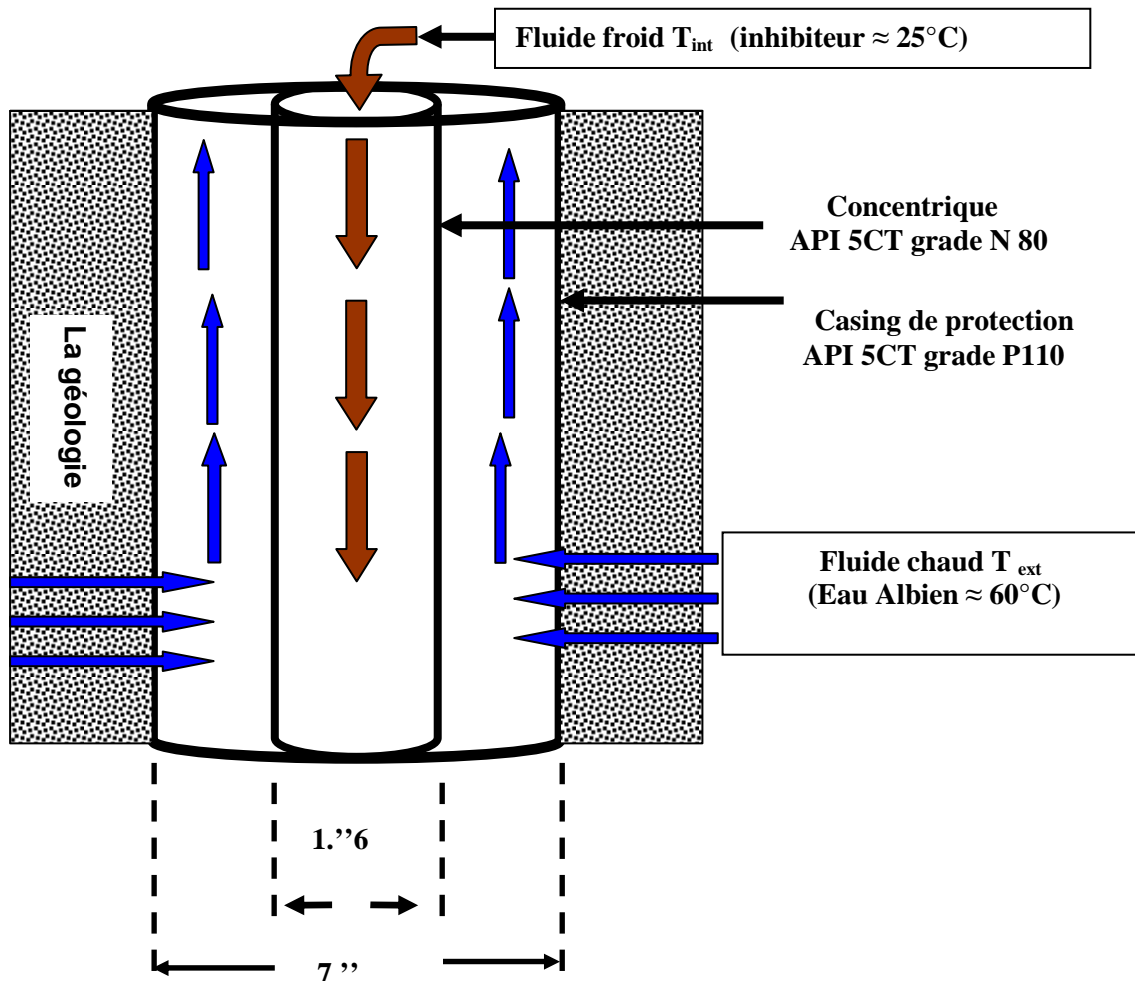 Fluide froid Tint (inhibiteur ≈ 25°C)
Concentrique
API 5CT grade N 80
Casing de protection
API 5CT grade P110
La géologie
Fluide chaud T ext
(Eau Albien ≈ 60°C)
1.’’6
7 ’’